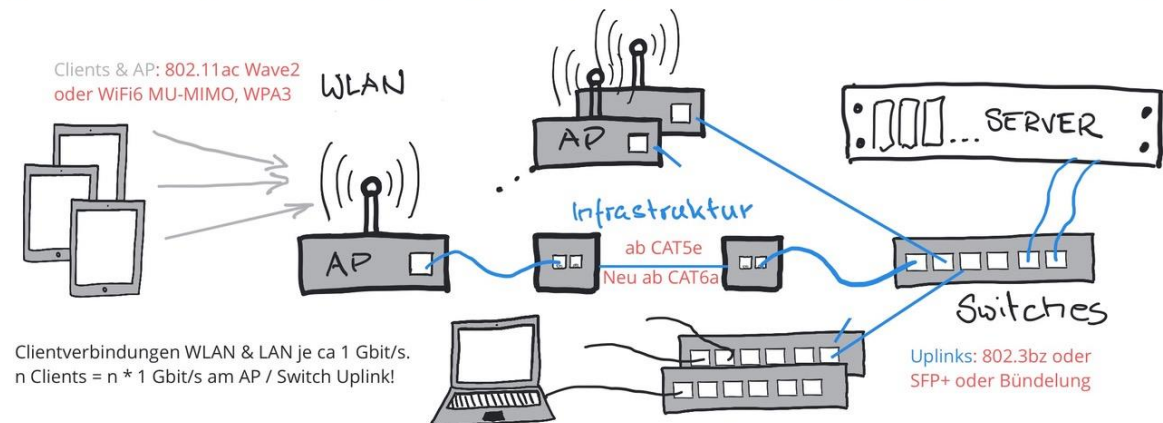 Clients & AP: 802.11ac Wave2
oder WiFi6 MU-MIMO, WPA3
WLAN
AP
... SERVER
Infrastruktur
AP
ab CAT5e
Neu ab CAT6a
Switches
Clientverbindungen WLAN & LAN je ca 1 Gbit/s.
n Clients = n * 1 Gbit/s am AP / Switch Uplink!
Uplinks: 802.3bz oder
SFP+ oder Bündelung